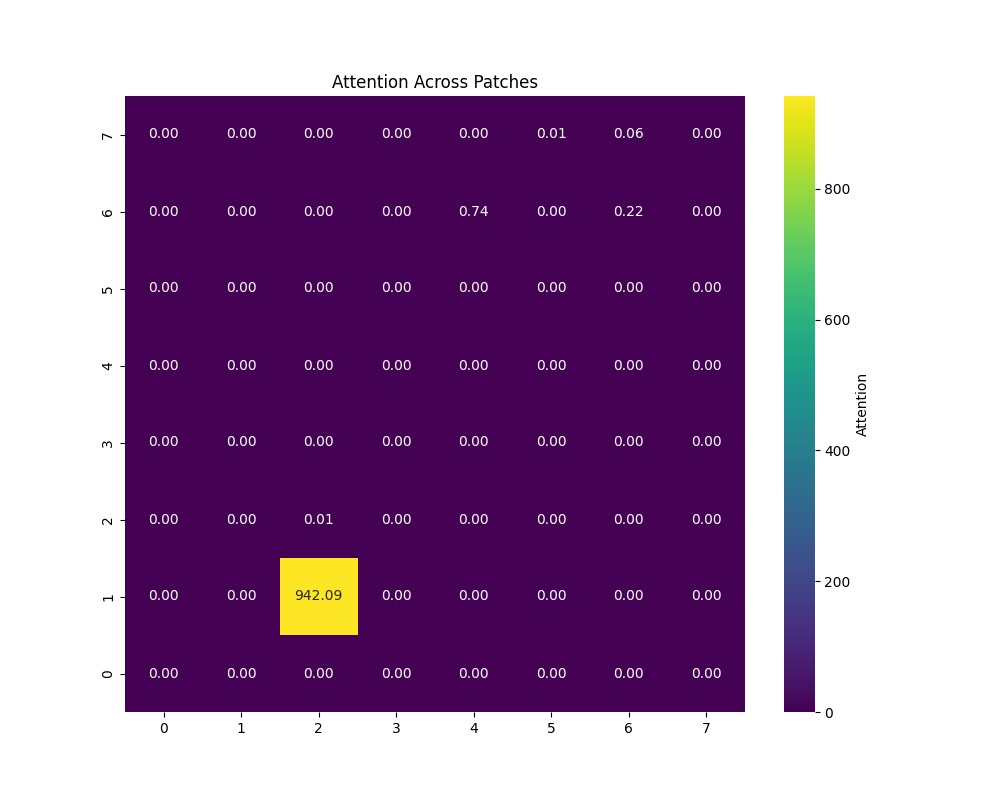 Attention Across Patches
7 0.00 0.00 0.00 0.00 0.00 0.01 0.06 0.00
6 0.00 0.00 0.00 0.00 0.74 0.00 0.22 0.00
5 0.00 0.00 0.00 0.00 0.00 0.00 0.00 0.00
4 0.00 0.00 0.00 0.00 0.00 0.00 0.00 0.00
3 0.00 0.00 0.00 0.00 0.00 0.00 0.00 0.00
2 0.00 0.00 0.01 0.00 0.00 0.00 0.00 0.00
1 0.00 0.00 942.09 0.00 0.00 0.00 0.00 0.00
0 0.00 0.00 0.00 0.00 0.00 0.00 0.00 0.00
0 1 2 3 4 5 6 7
800
600
400
200
0
Attention